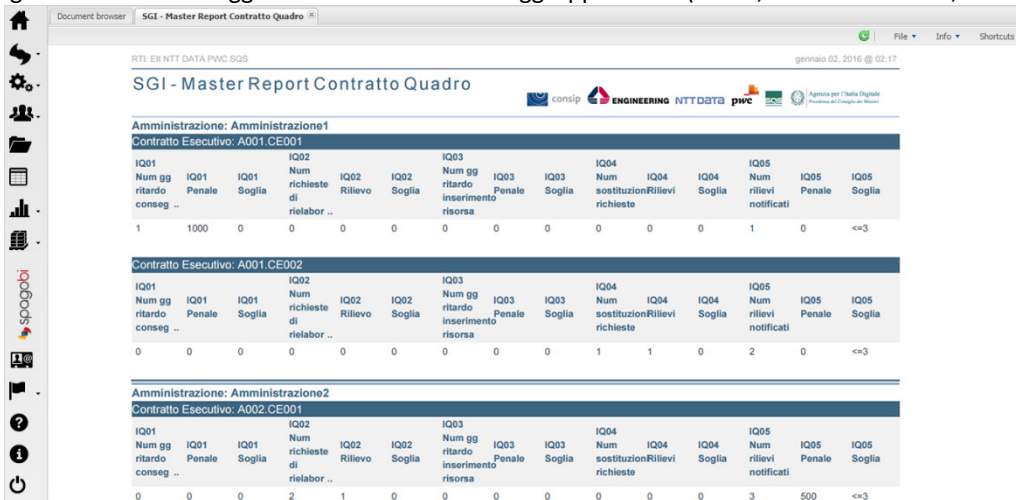 Document browser SGI - Master Report Contratto Quadro
File Info Shortcuts
RTI: EII NTT DATA PWC SQS gennaio 02, 2016 @ 02:17
SGI - Master Report Contratto Quadro
consip ENGINEERING NTT DATA pwc Agenzia per l'Italia Digitale
Presidenza del Consiglio dei Ministri
Amministrazione: Amministrazione1
Contratto Esecutivo: A001.CE001
IQ01 Num gg ritardo conseg .. IQ01 Penale IQ01 Soglia IQ02 Num richieste di rielabor .. IQ02 Rilievo IQ02 Soglia IQ03 Num gg ritardo inserimento risorsa IQ03 Penale IQ03 Soglia IQ04 Num sostituzioni richieste IQ04 Rilievi IQ04 Soglia IQ05 Num rilievi notificati IQ05 Penale IQ05 Soglia
1 1000 0 0 0 0 0 0 0 0 0 0 1 0 <=3
Contratto Esecutivo: A001.CE002
IQ01 Num gg ritardo conseg .. IQ01 Penale IQ01 Soglia IQ02 Num richieste di rielabor .. IQ02 Rilievo IQ02 Soglia IQ03 Num gg ritardo inserimento risorsa IQ03 Penale IQ03 Soglia IQ04 Num sostituzioni richieste IQ04 Rilievi IQ04 Soglia IQ05 Num rilievi notificati IQ05 Penale IQ05 Soglia
0 0 0 0 0 0 0 0 0 1 1 0 2 0 <=3
Amministrazione: Amministrazione2
Contratto Esecutivo: A002.CE001
IQ01 Num gg ritardo conseg .. IQ01 Penale IQ01 Soglia IQ02 Num richieste di rielabor .. IQ02 Rilievo IQ02 Soglia IQ03 Num gg ritardo inserimento risorsa IQ03 Penale IQ03 Soglia IQ04 Num sostituzioni richieste IQ04 Rilievi IQ04 Soglia IQ05 Num rilievi notificati IQ05 Penale IQ05 Soglia
0 0 0 2 1 0 0 0 0 0 0 0 3 500 <=3
spagobi